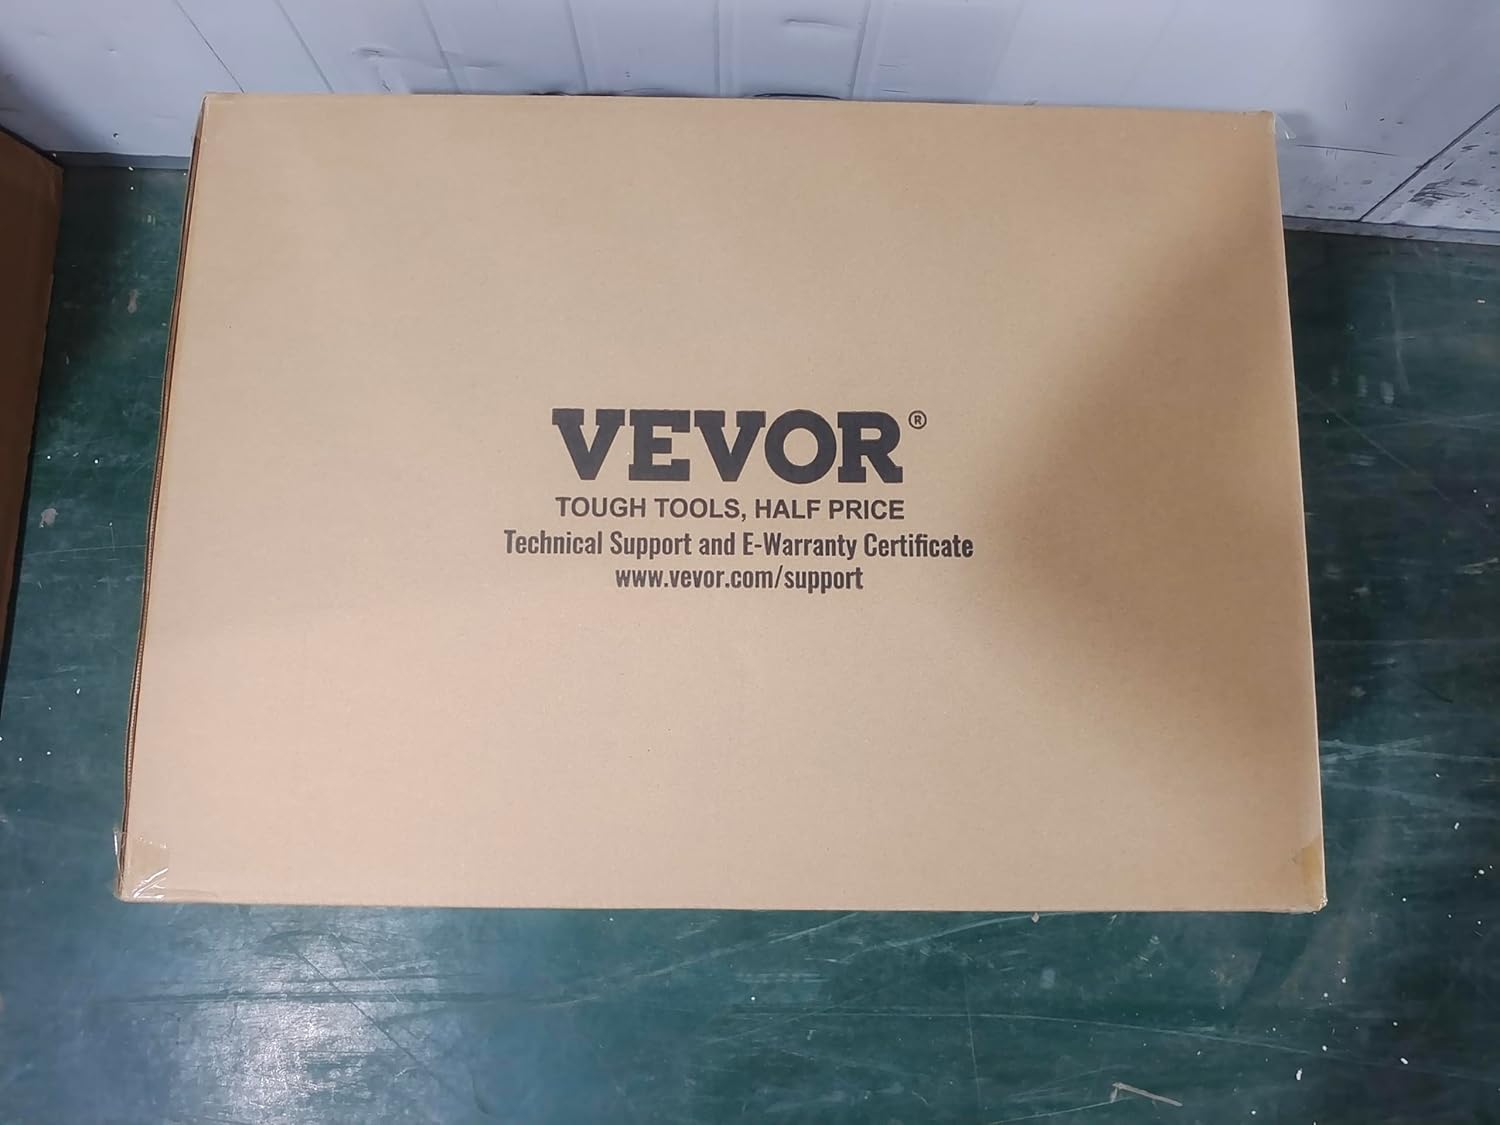 VEVOR®
TOUGH TOOLS, HALF PRICE
Technical Support and E-Warranty Certificate
www.vevor.com/support